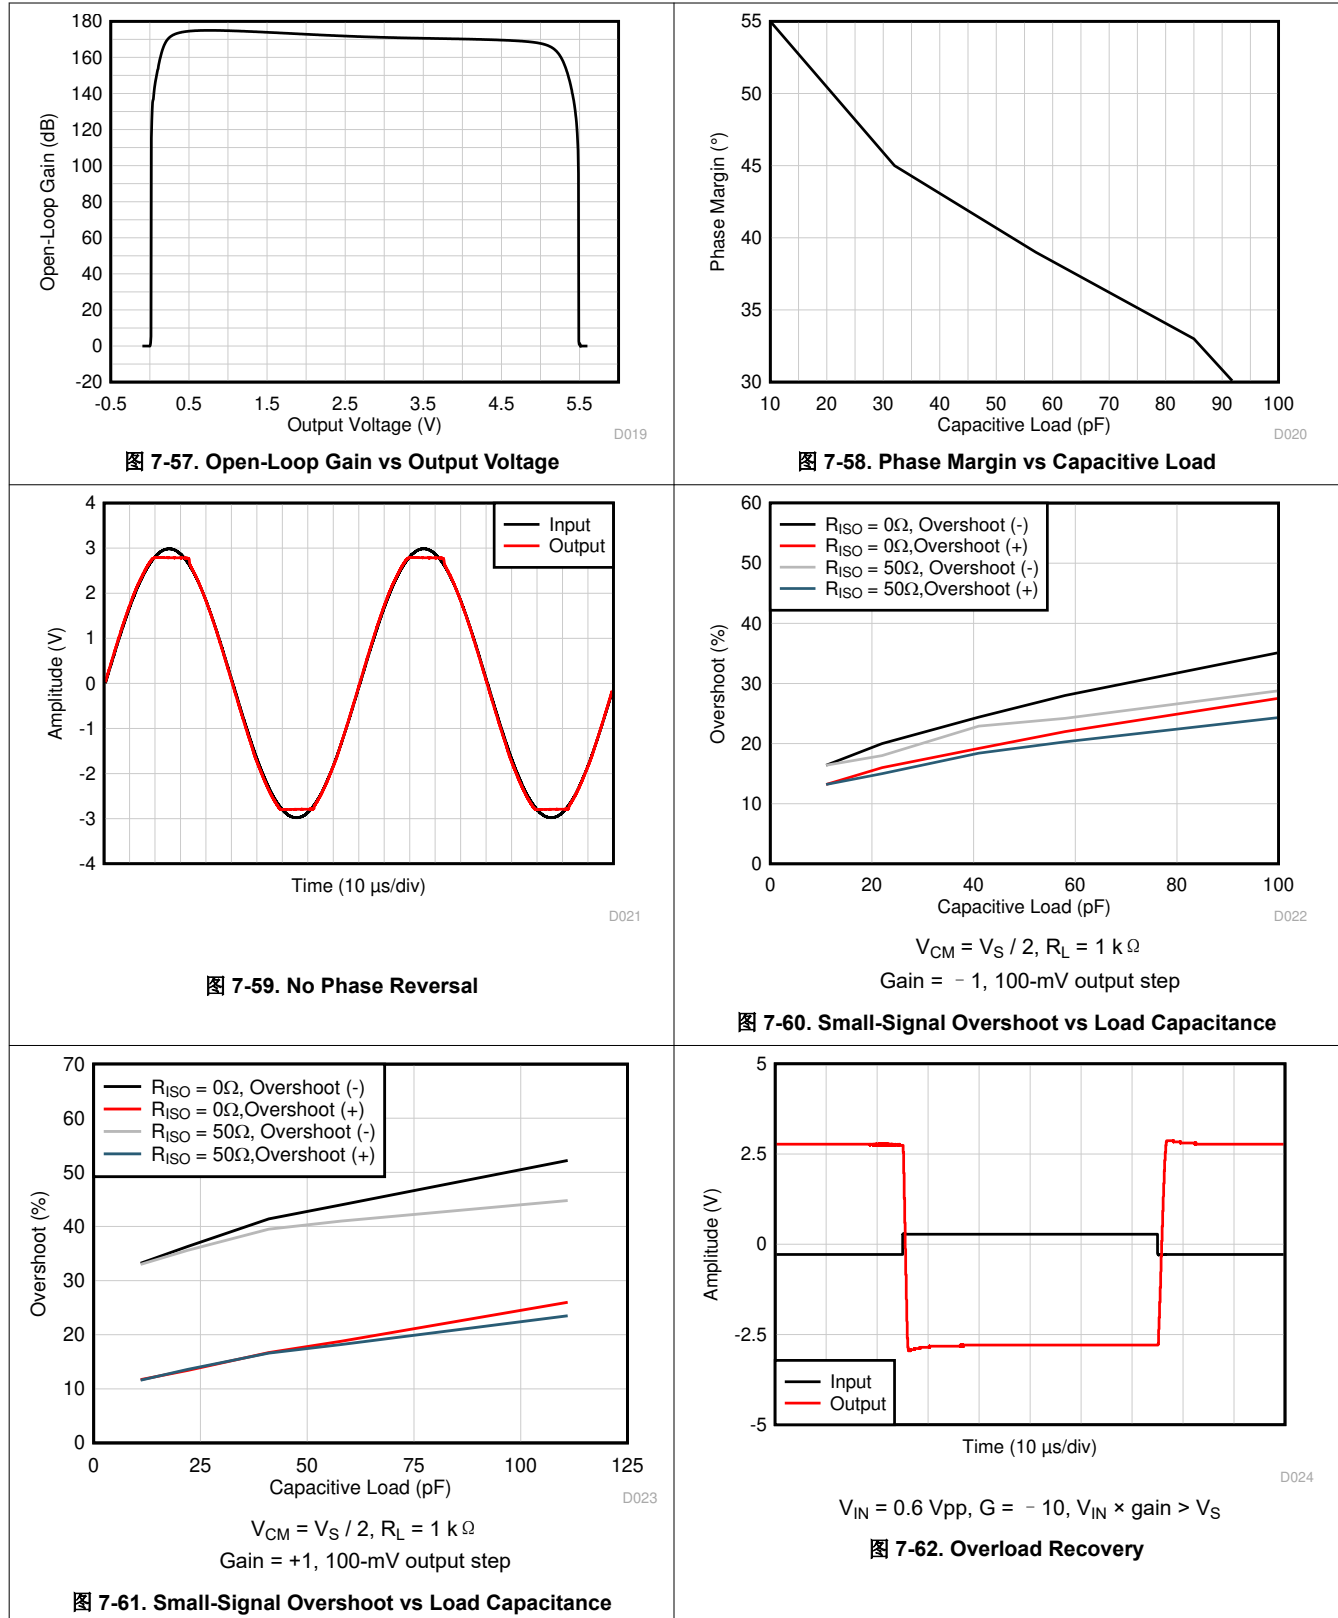 180
160
140
120
100
80
60
40
20
0
-20
Open-Loop Gain (dB)
-0.5 0.5 1.5 2.5 3.5 4.5 5.5
Output Voltage (V)
D019
图 7-57. Open-Loop Gain vs Output Voltage
55
50
45
40
35
30
Phase Margin (°)
10 20 30 40 50 60 70 80 90 100
Capacitive Load (pF)
D020
图 7-58. Phase Margin vs Capacitive Load
4
3
2
1
0
-1
-2
-3
-4
Amplitude (V)
Input
Output
Time (10 µs/div)
D021
图 7-59. No Phase Reversal
60
50
40
30
20
10
0
Overshoot (%)
RISO = 0Ω, Overshoot (-)
RISO = 0Ω,Overshoot (+)
RISO = 50Ω, Overshoot (-)
RISO = 50Ω,Overshoot (+)
0 20 40 60 80 100
Capacitive Load (pF)
D022
VCM = VS / 2, RL = 1 kΩ
Gain = －1, 100-mV output step
图 7-60. Small-Signal Overshoot vs Load Capacitance
70
60
50
40
30
20
10
0
Overshoot (%)
RISO = 0Ω, Overshoot (-)
RISO = 0Ω,Overshoot (+)
RISO = 50Ω, Overshoot (-)
RISO = 50Ω,Overshoot (+)
0 25 50 75 100 125
Capacitive Load (pF)
D023
VCM = VS / 2, RL = 1 kΩ
Gain = +1, 100-mV output step
图 7-61. Small-Signal Overshoot vs Load Capacitance
5
2.5
0
-2.5
-5
Amplitude (V)
Input
Output
Time (10 µs/div)
D024
VIN = 0.6 Vpp, G = －10, VIN × gain > VS
图 7-62. Overload Recovery